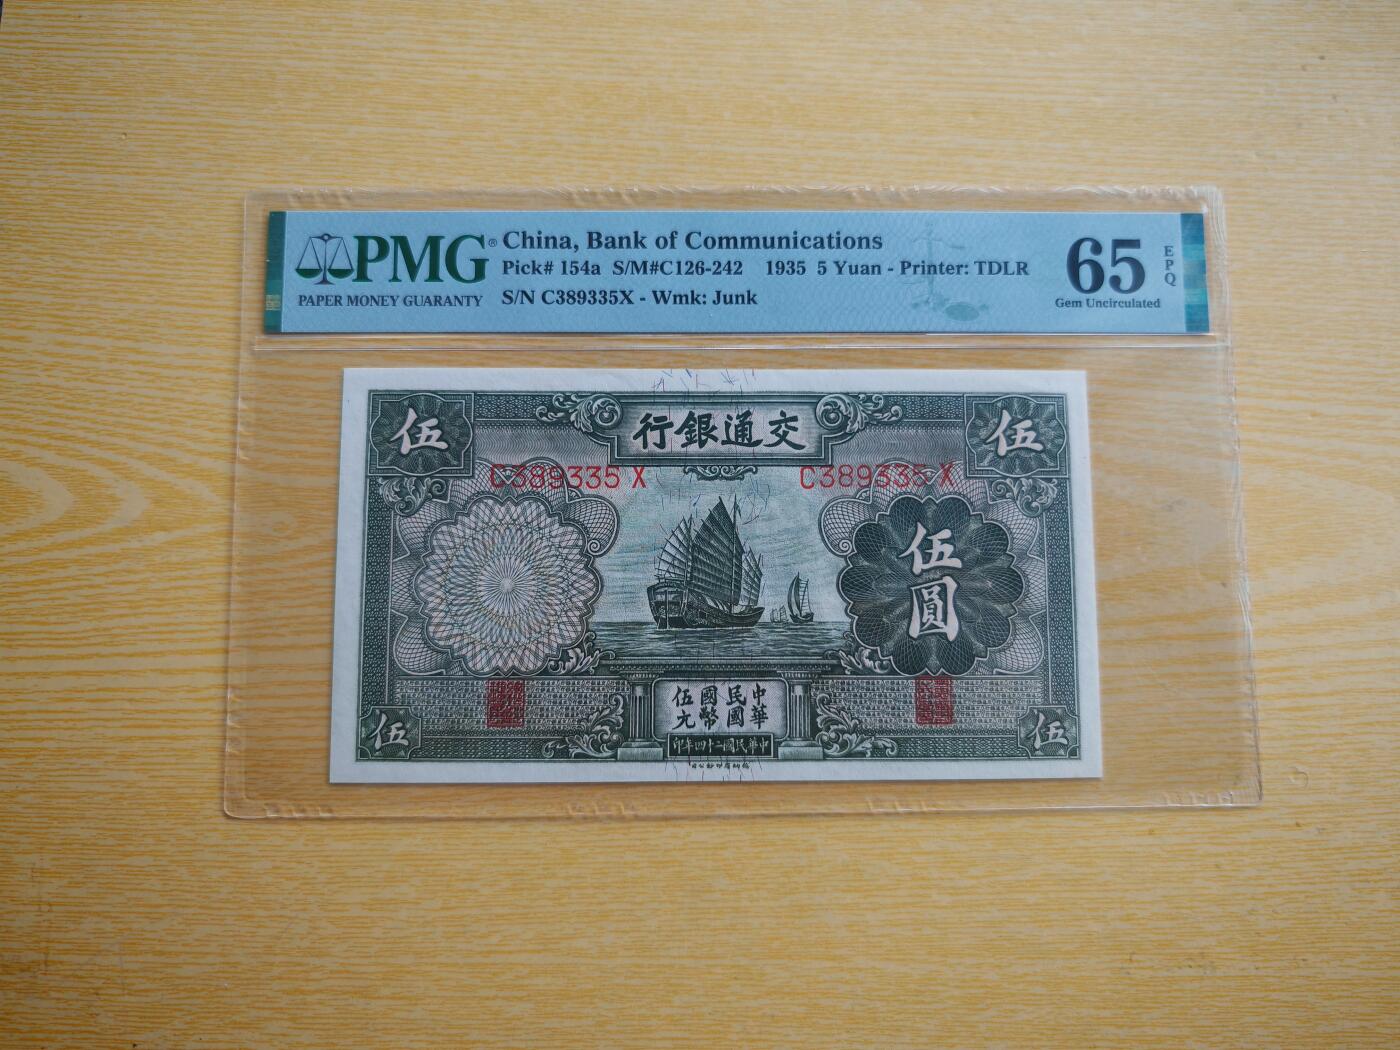 PMG® China, Bank of Communications
Pick# 154a S/M#C126-242 1935 5 Yuan - Printer: TDLR
PAPER MONEY GUARANTY S/N C389335X - Wmk: Junk
65 EPQ
Gem Uncirculated
伍 行銀通交 伍
C389335 X C389335 X
伍圓
中華民國國幣伍元
印年四十二國民華中
伍 伍